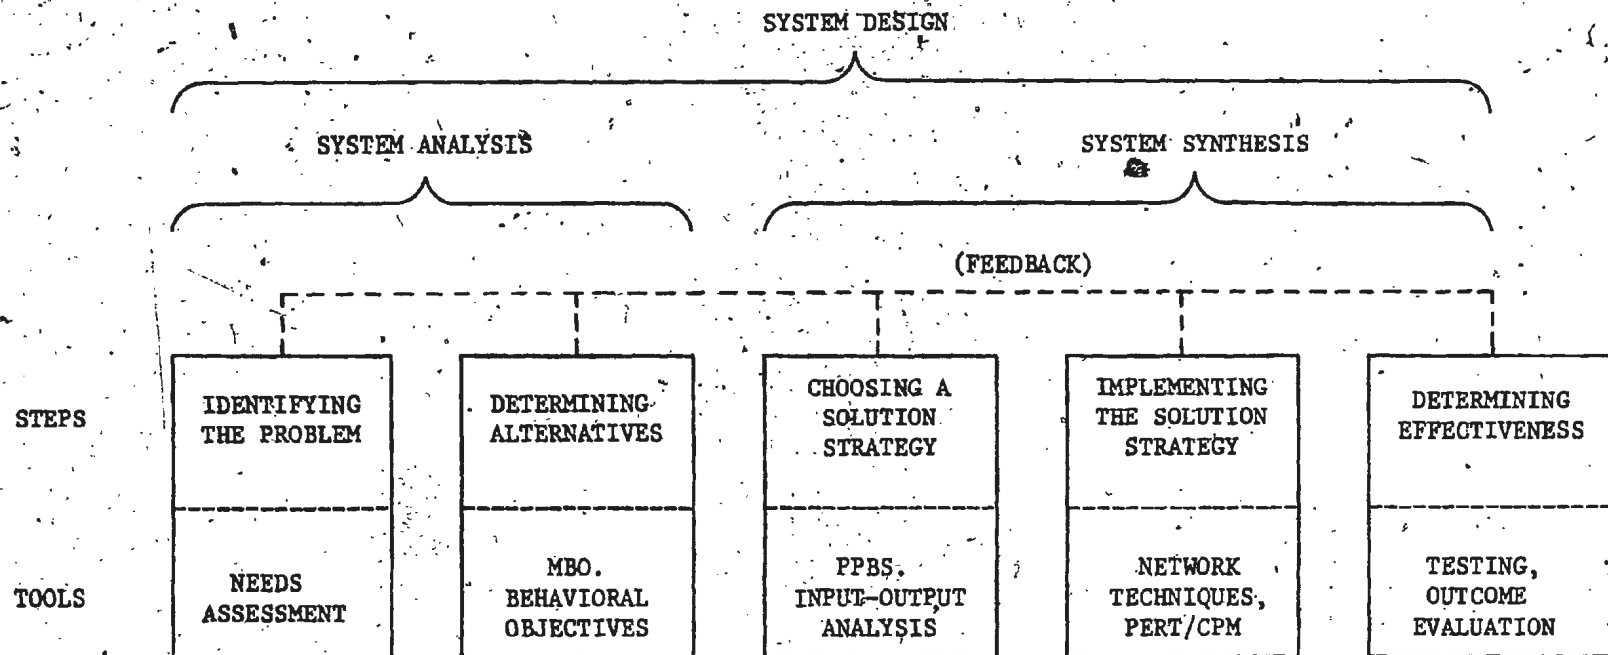 SYSTEM DESIGN
SYSTEM ANALYSIS
SYSTEM SYNTHESIS
(FEEDBACK)
STEPS
IDENTIFYING
THE PROBLEM
DETERMINING
ALTERNATIVES
CHOOSING A
SOLUTION
STRATEGY
IMPLEMENTING
THE SOLUTION
STRATEGY
DETERMINING
EFFECTIVENESS
TOOLS
NEEDS
ASSESSMENT
MBO.
BEHAVIORAL
OBJECTIVES
PPBS.
INPUT-OUTPUT
ANALYSIS
NETWORK
TECHNIQUES,
PERT/CPM
TESTING,
OUTCOME
EVALUATION